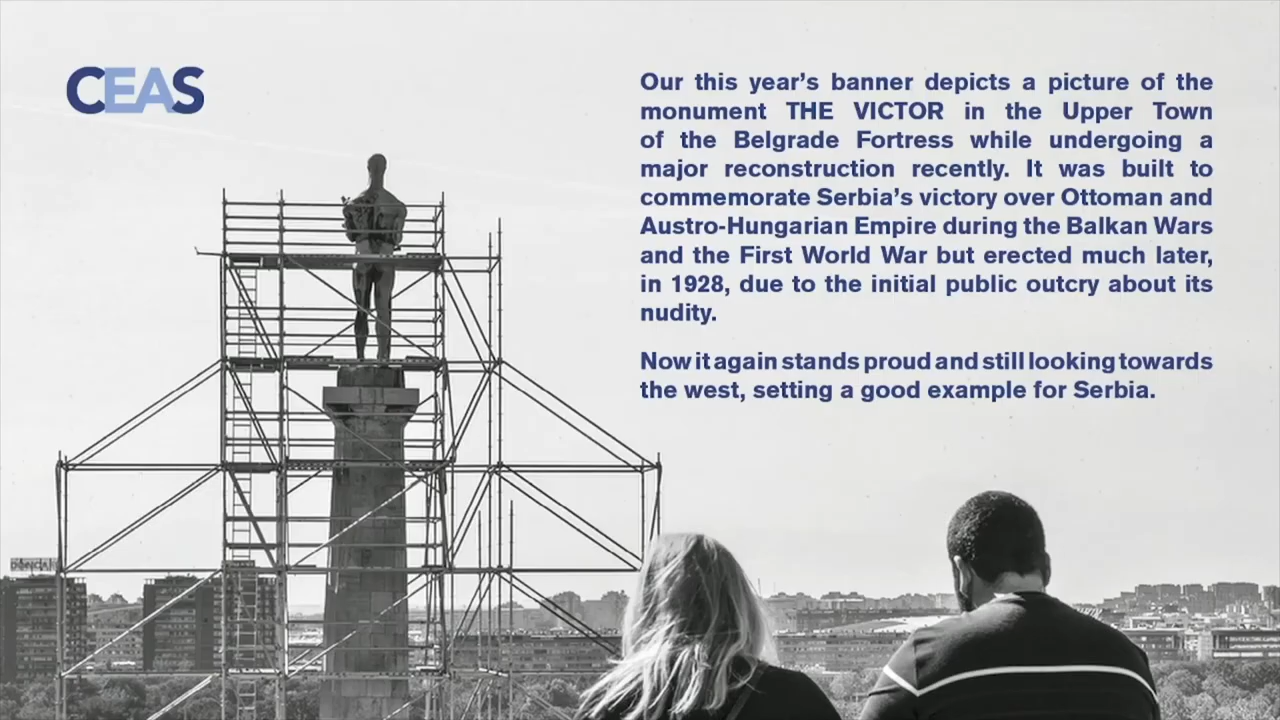 CEAS
Our this year's banner depicts a picture of the
monument THE VICTOR in the Upper Town
of the Belgrade Fortress while undergoing a
major reconstruction recently. It was built to
commemorate Serbia's victory over Ottoman and
Austro-Hungarian Empire during the Balkan Wars
and the First World War but erected much later,
in 1928, due to the initial public outcry about its
nudity.
Now it again stands proud and still looking towards
the west, setting a good example for Serbia.